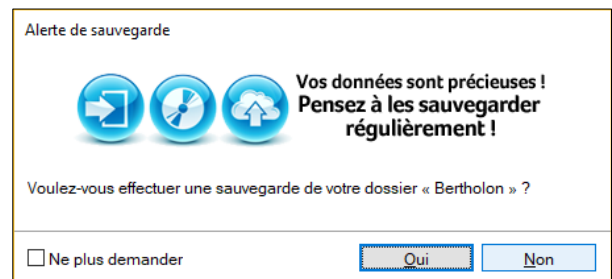 Alerte de sauvegarde
Vos données sont précieuses !
Pensez à les sauvegarder
régulièrement !
Voulez-vous effectuer une sauvegarde de votre dossier « Bertholon » ?
Ne plus demander
Oui
Non